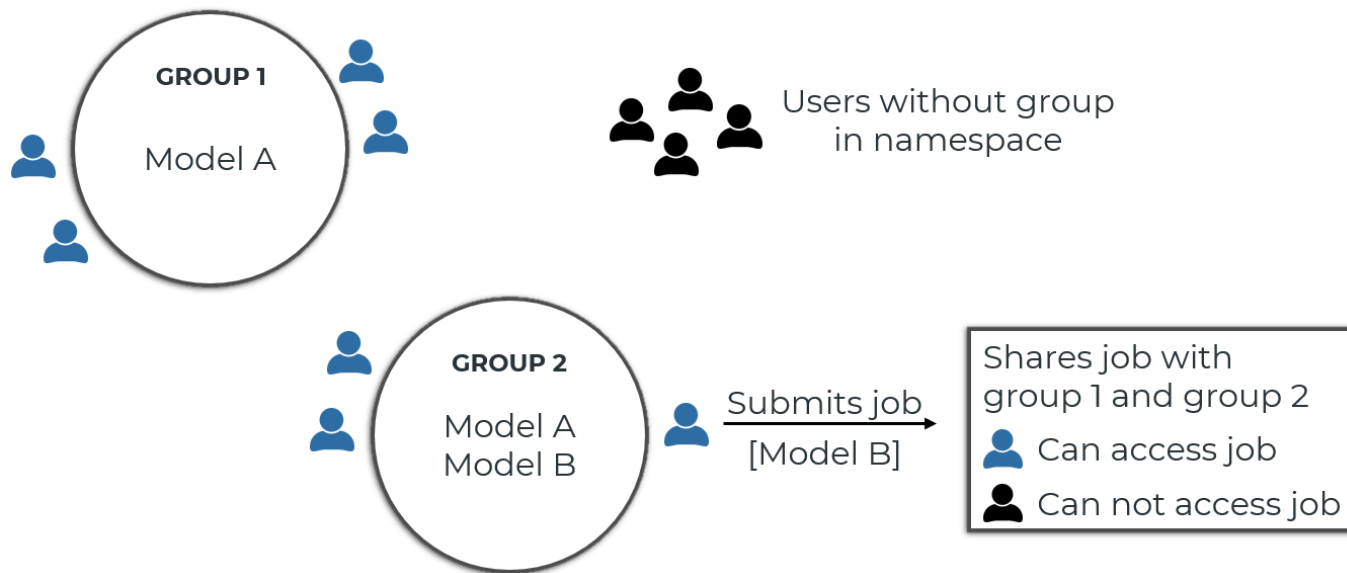 GROUP 1
Model A
Users without group
in namespace
GROUP 2
Model A
Model B
Submits job
[Model B]
Shares job with
group 1 and group 2
Can access job
Can not access job